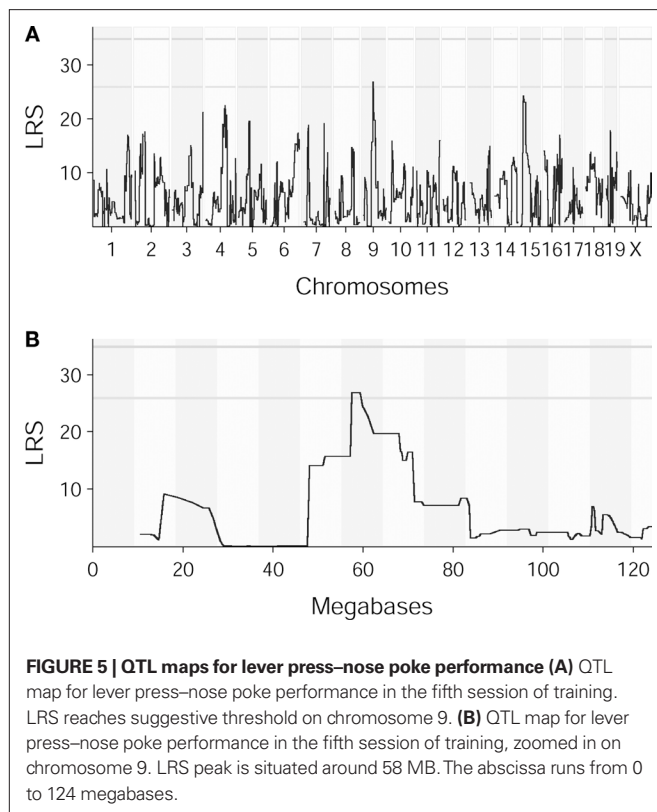 A
30
20
10
LRS
1 2 3 4 5 6 7 8 9 10 11 12 13 14 15 16 17 18 19 X
Chromosomes
B
30
20
10
LRS
0 20 40 60 80 100 120
Megabases
FIGURE 5 | QTL maps for lever press–nose poke performance (A) QTL
map for lever press–nose poke performance in the fifth session of training.
LRS reaches suggestive threshold on chromosome 9. (B) QTL map for lever
press–nose poke performance in the fifth session of training, zoomed in on
chromosome 9. LRS peak is situated around 58 MB. The abscissa runs from 0
to 124 megabases.